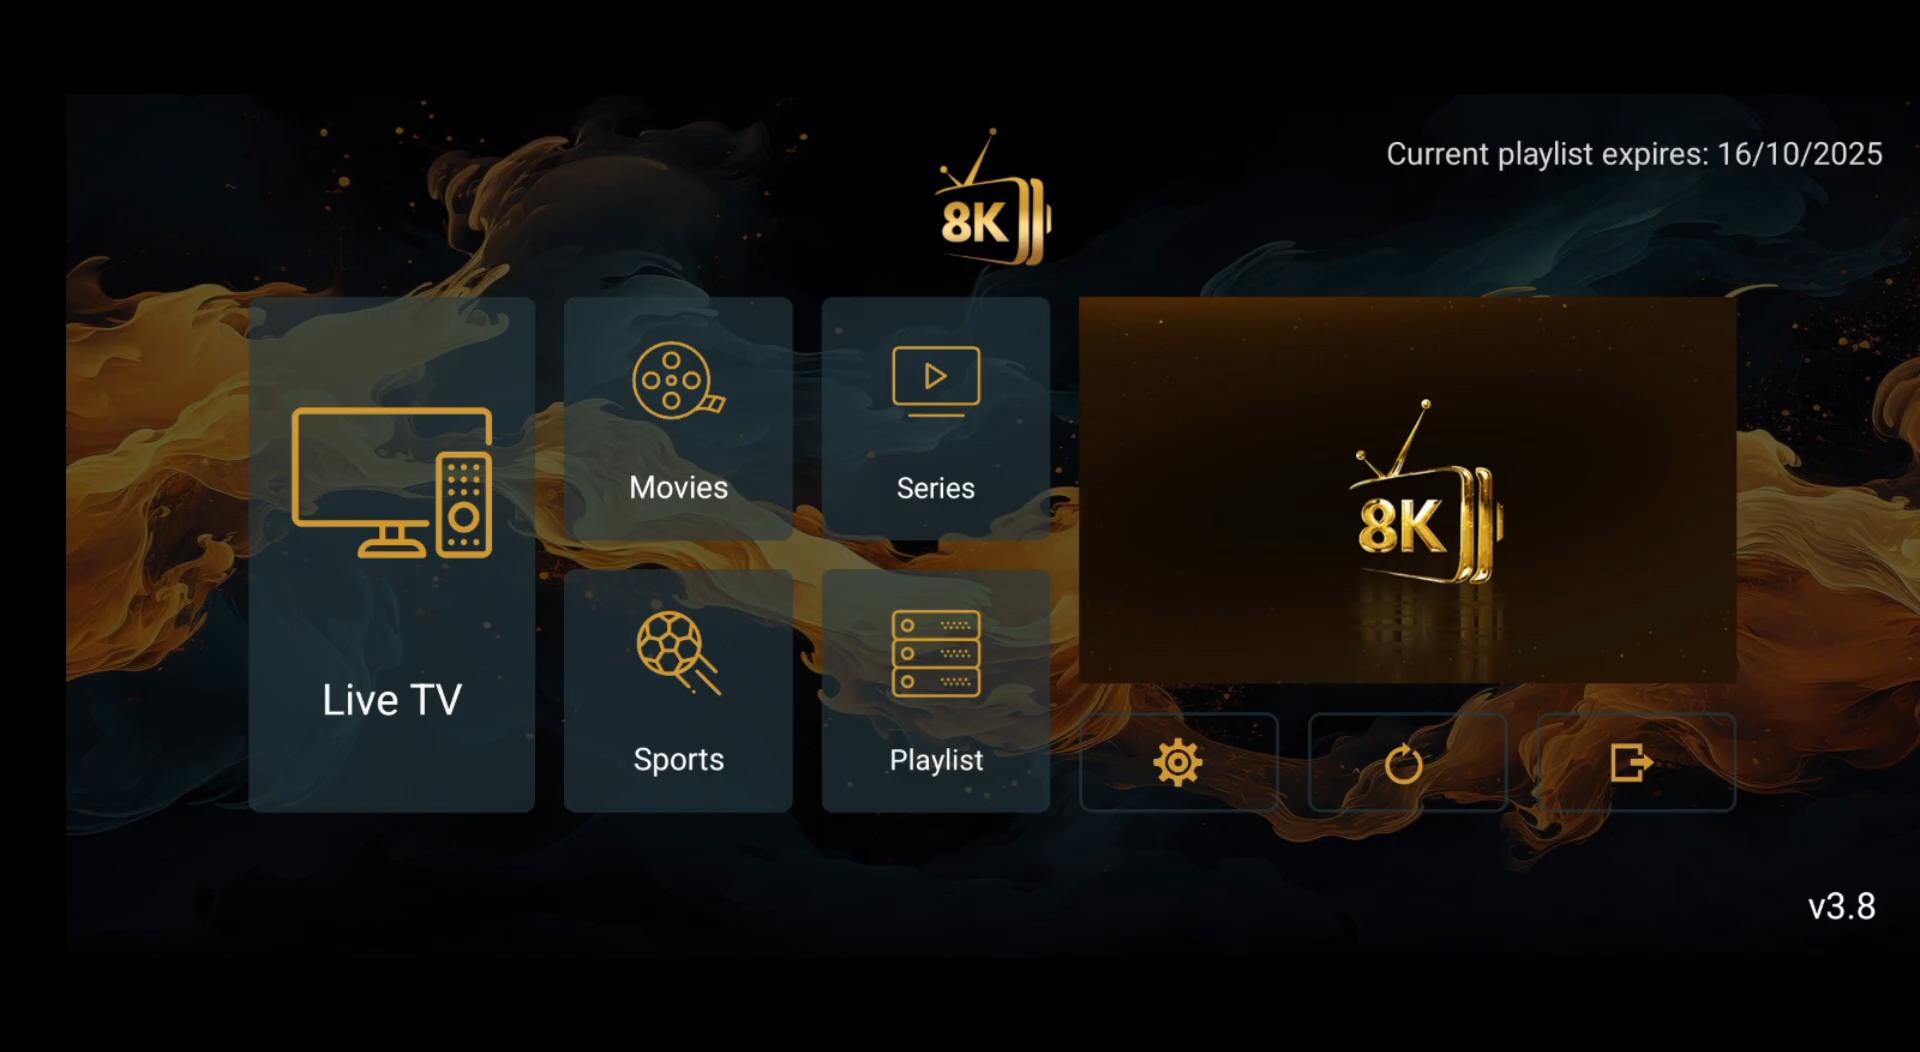 Current playlist expires: 16/10/2025
8K
Movies
Series
8K
Live TV
Sports
Playlist
v3.8